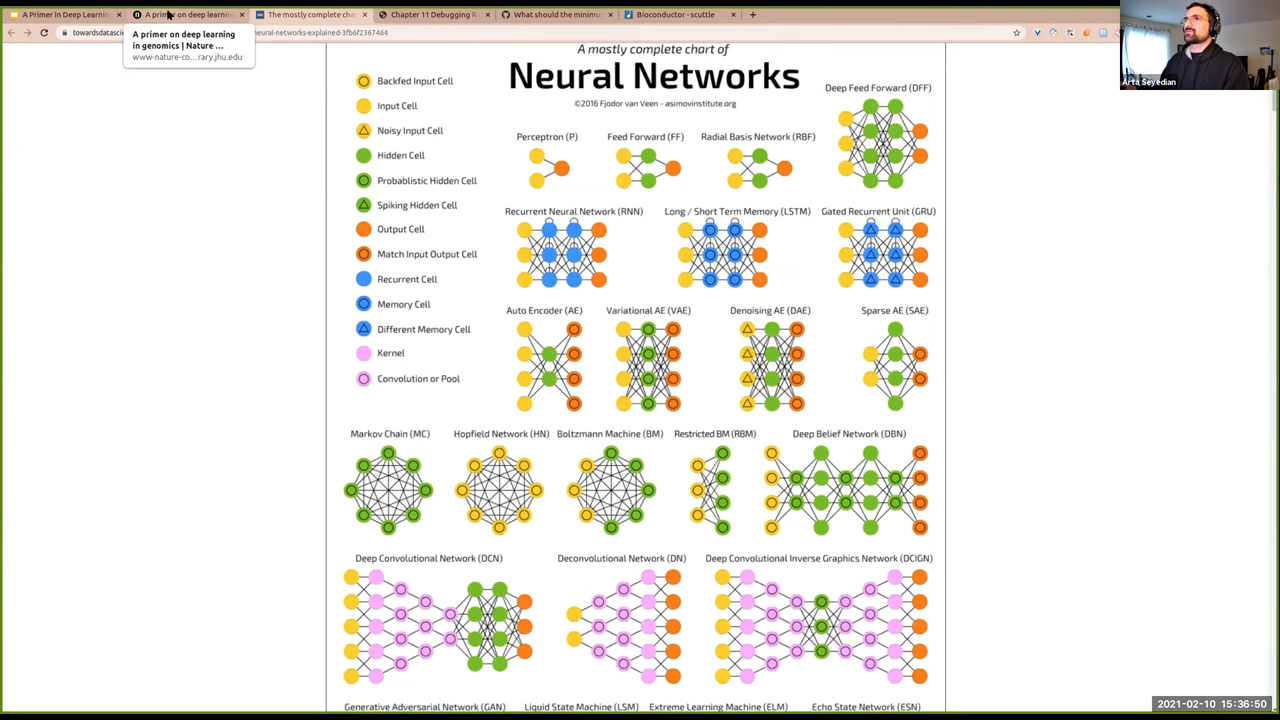 A Primer in Deep Learnin
A primer on deep learning
The mostly complete cha
Chapter 11 Debugging R
What should the minimu
Bioconductor - scuttle
towardsdatasci
neural-networks-explained-3fb6f2367464
A primer on deep learning
in genomics | Nature ...
www-nature-co...rary.jhu.edu
Arta Seyedian
A mostly complete chart of
Neural Networks
©2016 Fjodor van Veen - asimovinstitute.org
Backfed Input Cell
Input Cell
Noisy Input Cell
Hidden Cell
Probablistic Hidden Cell
Spiking Hidden Cell
Output Cell
Match Input Output Cell
Recurrent Cell
Memory Cell
Different Memory Cell
Kernel
Convolution or Pool
Deep Feed Forward (DFF)
Perceptron (P)
Feed Forward (FF)
Radial Basis Network (RBF)
Recurrent Neural Network (RNN)
Long / Short Term Memory (LSTM)
Gated Recurrent Unit (GRU)
Auto Encoder (AE)
Variational AE (VAE)
Denoising AE (DAE)
Sparse AE (SAE)
Markov Chain (MC)
Hopfield Network (HN)
Boltzmann Machine (BM)
Restricted BM (RBM)
Deep Belief Network (DBN)
Deep Convolutional Network (DCN)
Deconvolutional Network (DN)
Deep Convolutional Inverse Graphics Network (DCIGN)
Generative Adversarial Network (GAN)
Liquid State Machine (LSM)
Extreme Learning Machine (ELM)
Echo State Network (ESN)
2021-02-10 15:36:50